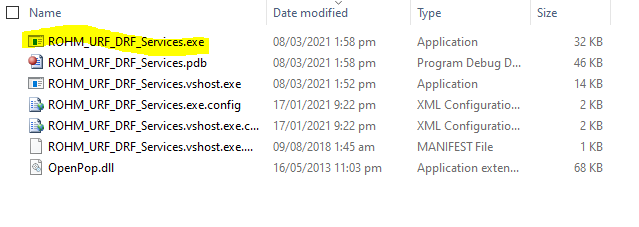 Name Date modified Type Size
ROHM_URF_DRF_Services.exe 08/03/2021 1:58 pm Application 32 KB
ROHM_URF_DRF_Services.pdb 08/03/2021 1:58 pm Program Debug D... 46 KB
ROHM_URF_DRF_Services.vshost.exe 08/03/2021 1:52 pm Application 14 KB
ROHM_URF_DRF_Services.exe.config 17/01/2021 9:22 pm XML Configuratio... 2 KB
ROHM_URF_DRF_Services.vshost.exe.c... 17/01/2021 9:22 pm XML Configuratio... 2 KB
ROHM_URF_DRF_Services.vshost.exe.... 09/08/2018 1:45 am MANIFEST File 1 KB
OpenPop.dll 16/05/2013 11:03 pm Application exten... 68 KB